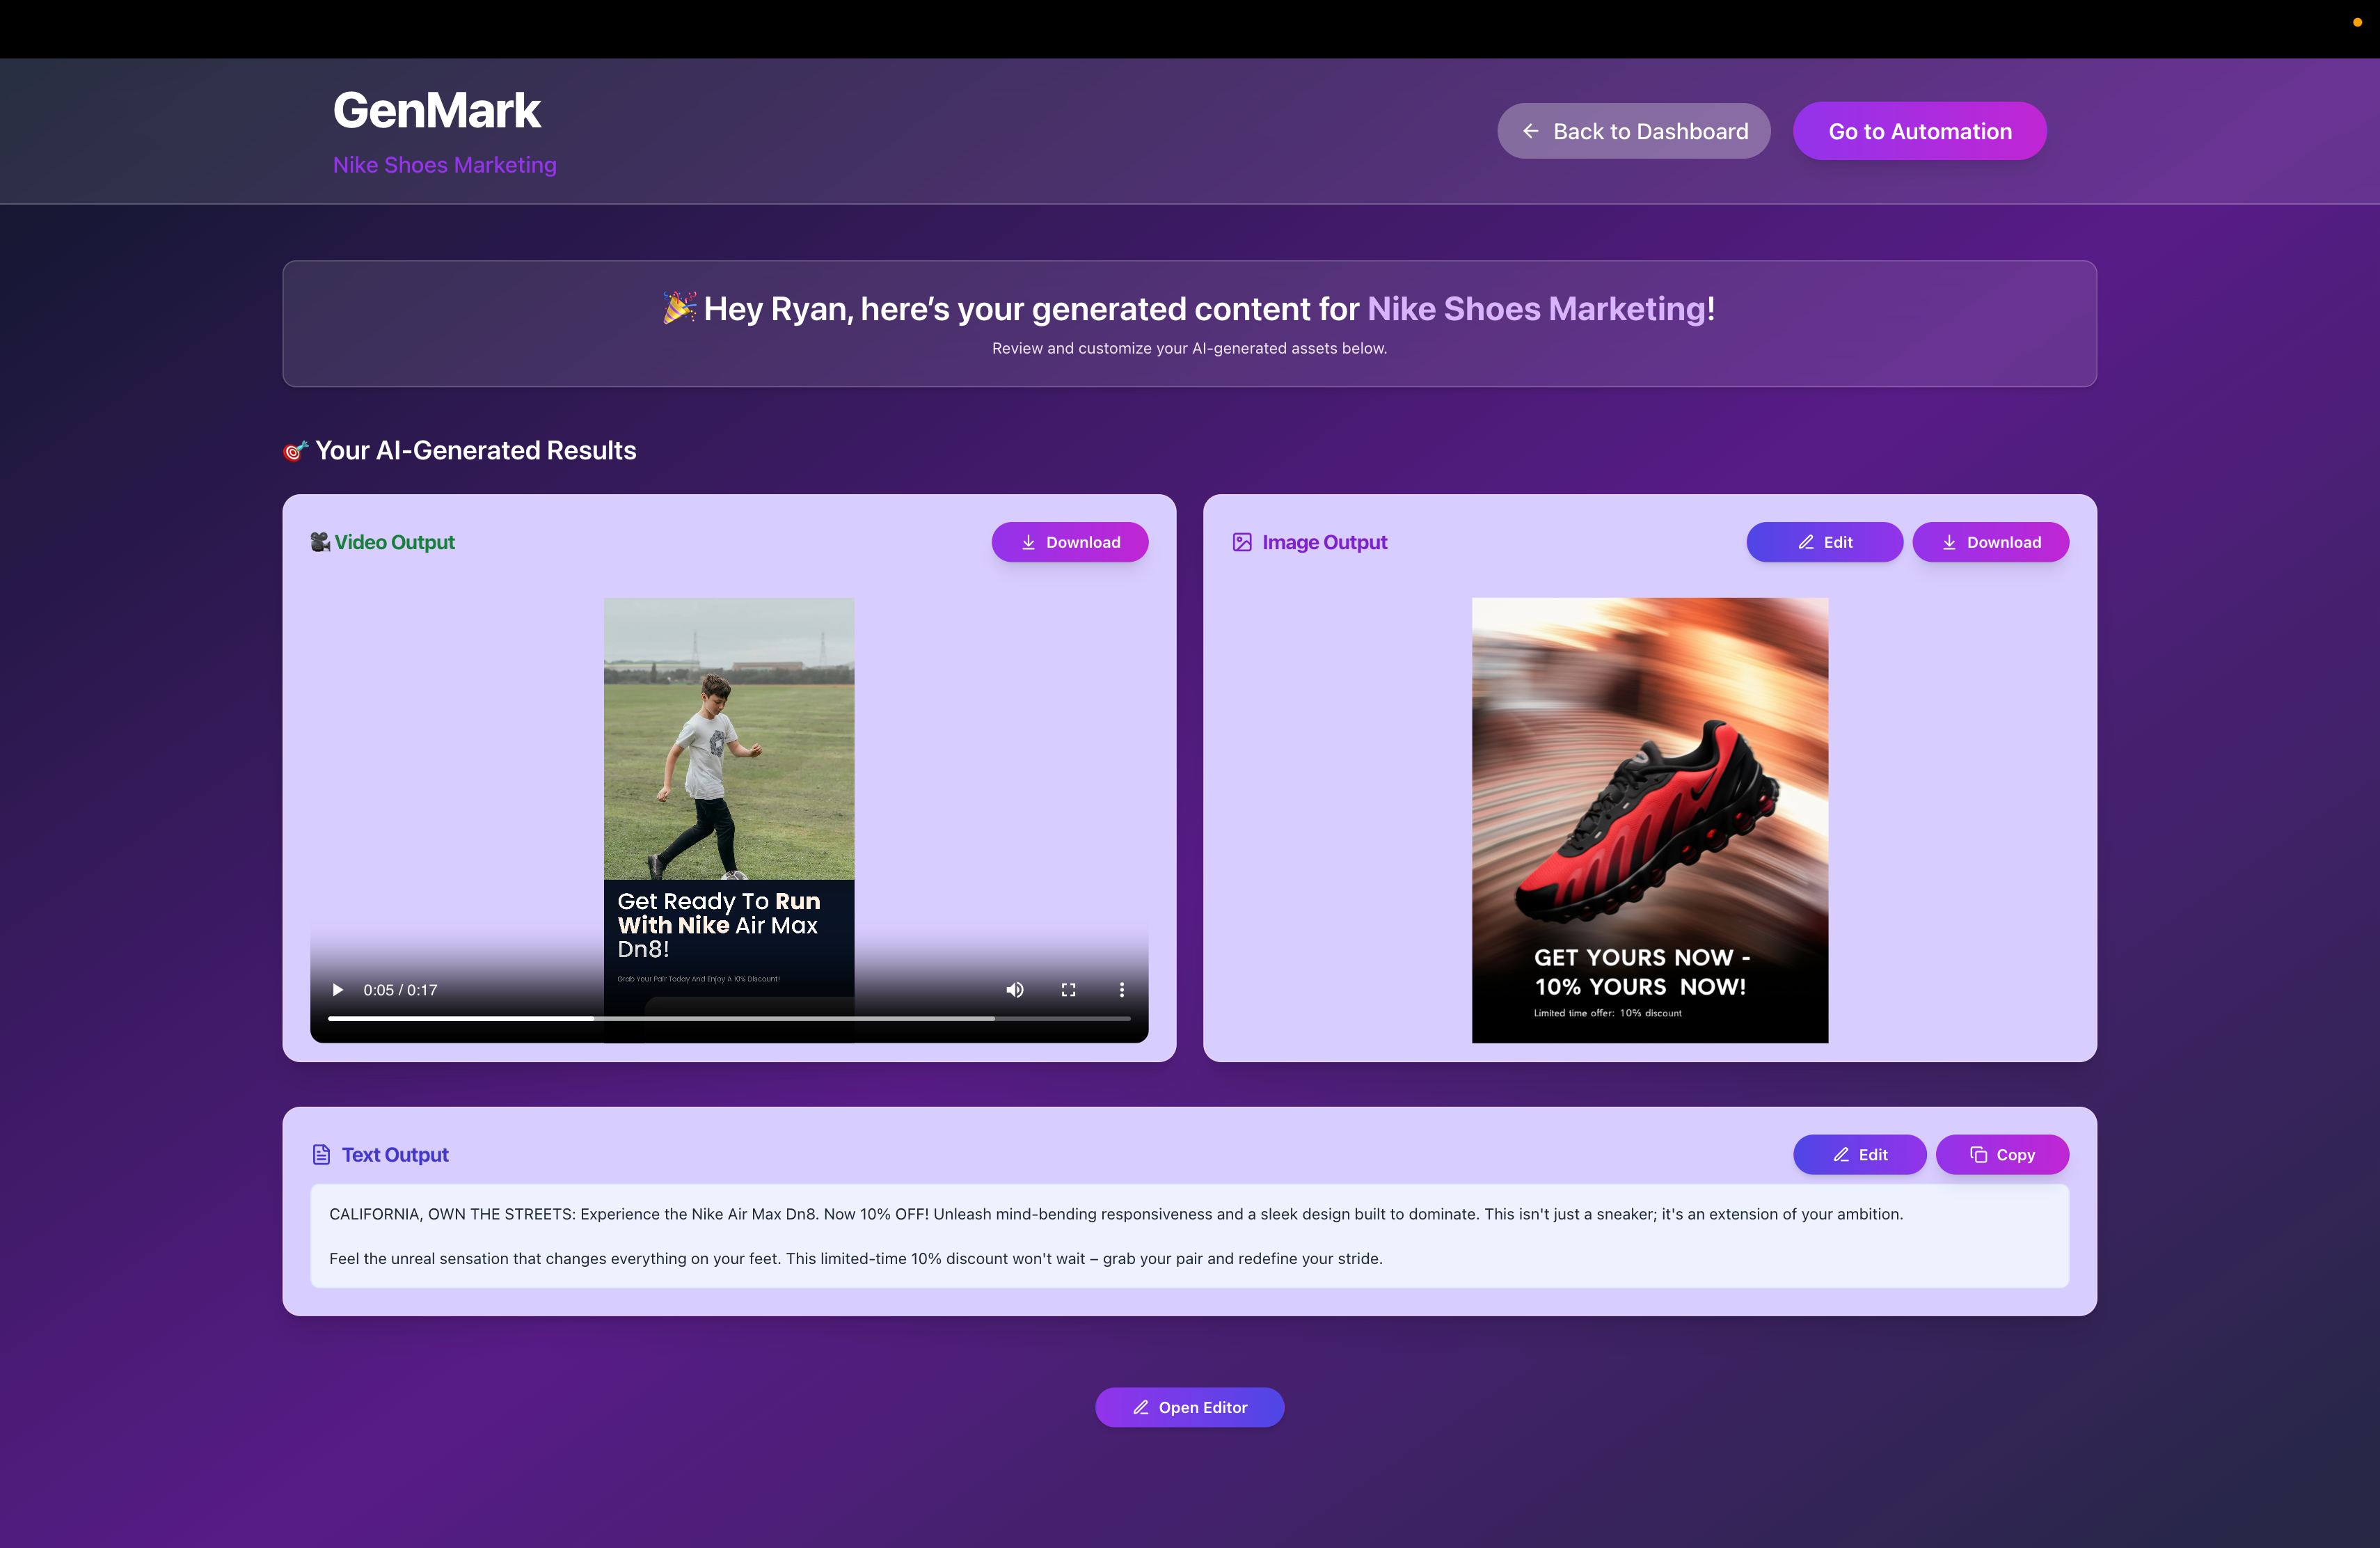 GenMark
Nike Shoes Marketing
Back to Dashboard
Go to Automation
Hey Ryan, here’s your generated content for Nike Shoes Marketing!
Review and customize your AI-generated assets below.
Your AI-Generated Results
Video Output
Download
Image Output
Edit
Download
Get Ready To Run
With Nike Air Max
Dn8!
Grab Your Pair Today And Enjoy A 10% Discount!
0:05 / 0:17
GET YOURS NOW -
10% YOURS NOW!
Limited time offer: 10% discount
Text Output
Edit
Copy
CALIFORNIA, OWN THE STREETS: Experience the Nike Air Max Dn8. Now 10% OFF! Unleash mind-bending responsiveness and a sleek design built to dominate. This isn't just a sneaker; it's an extension of your ambition.
Feel the unreal sensation that changes everything on your feet. This limited-time 10% discount won't wait – grab your pair and redefine your stride.
Open Editor